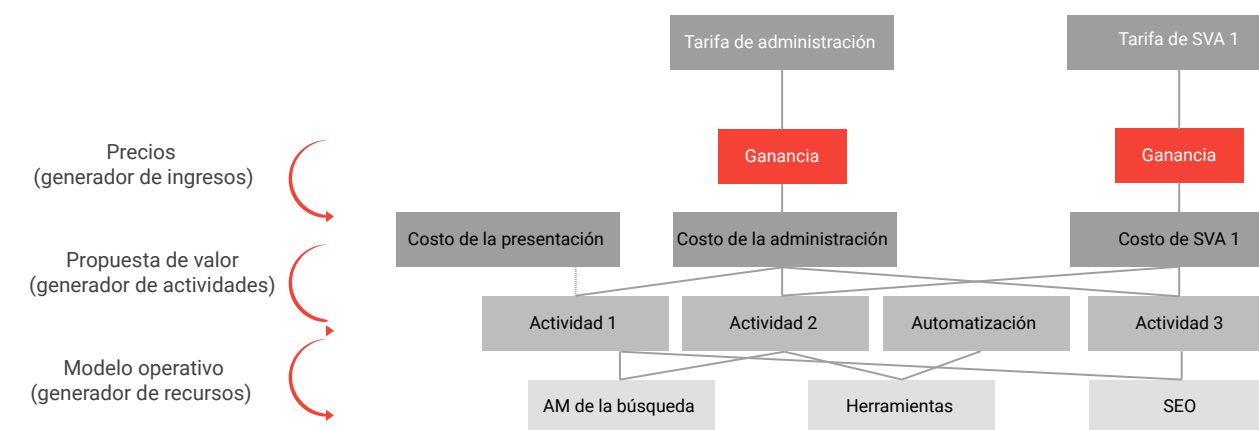 Tarifa de administración
Tarifa de SVA 1
Precios
(generador de ingresos)
Ganancia
Ganancia
Costo de la presentación
Costo de la administración
Costo de SVA 1
Propuesta de valor
(generador de actividades)
Actividad 1
Actividad 2
Automatización
Actividad 3
Modelo operativo
(generador de recursos)
AM de la búsqueda
Herramientas
SEO